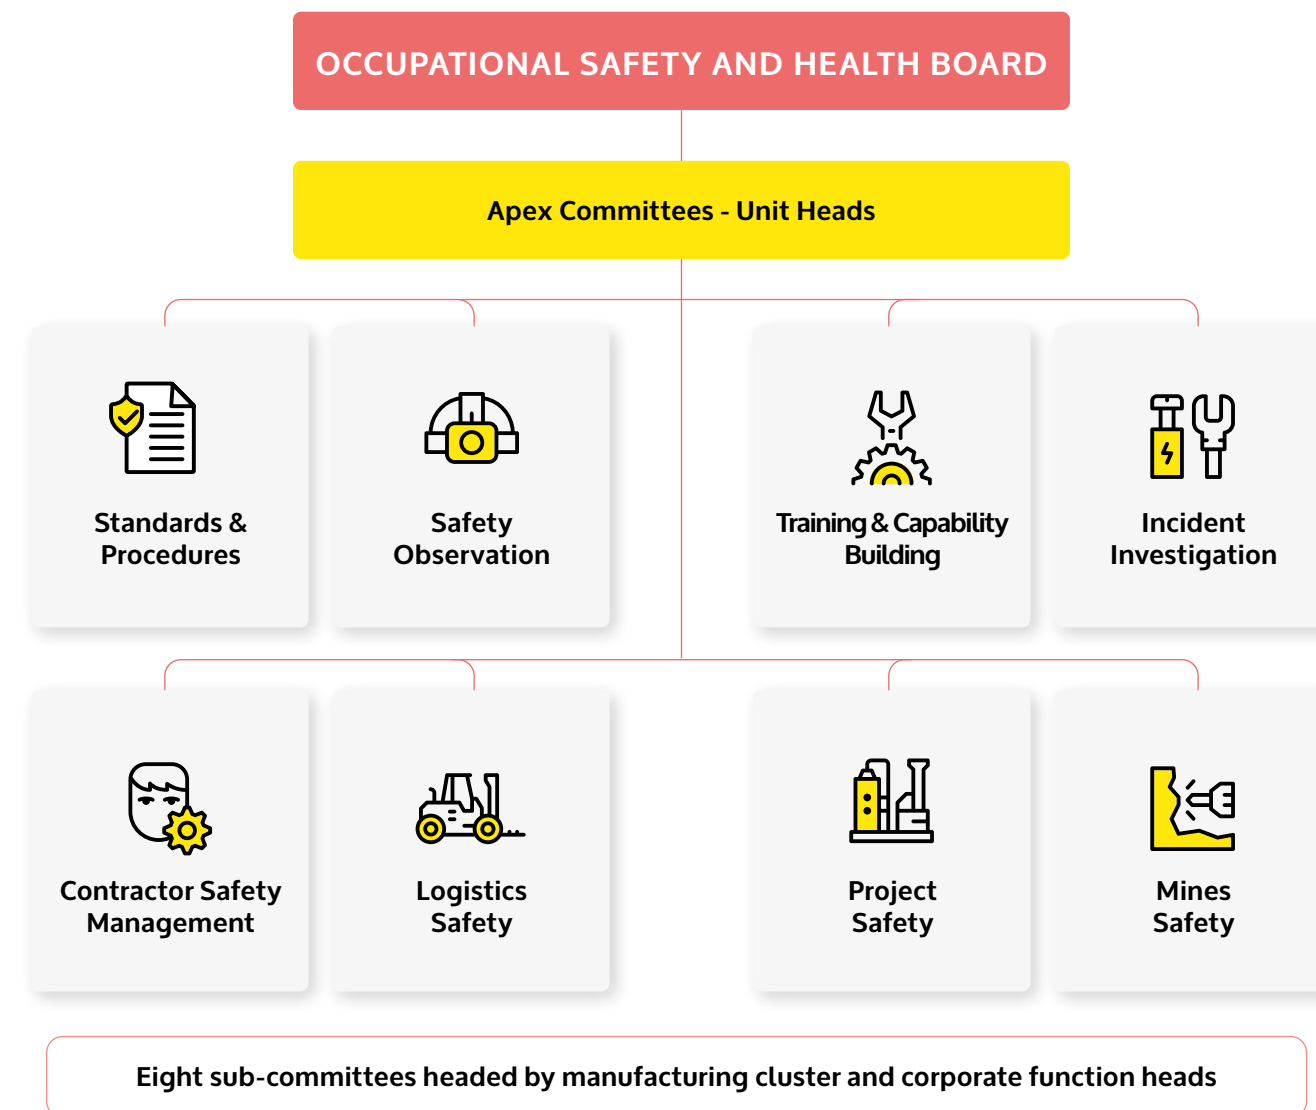 OCCUPATIONAL SAFETY AND HEALTH BOARD
Apex Committees - Unit Heads
Standards &
Procedures
Safety
Observation
Training & Capability
Building
Incident
Investigation
Contractor Safety
Management
Logistics
Safety
Project
Safety
Mines
Safety
Eight sub-committees headed by manufacturing cluster and corporate function heads